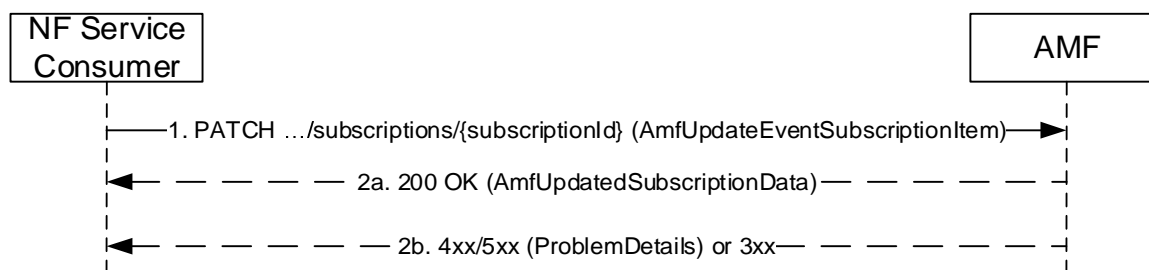 NF Service
Consumer
AMF
1. PATCH …/subscriptions/{subscriptionId} (AmfUpdateEventSubscriptionItem)
2a. 200 OK (AmfUpdatedSubscriptionData)
2b. 4xx/5xx (ProblemDetails) or 3xx